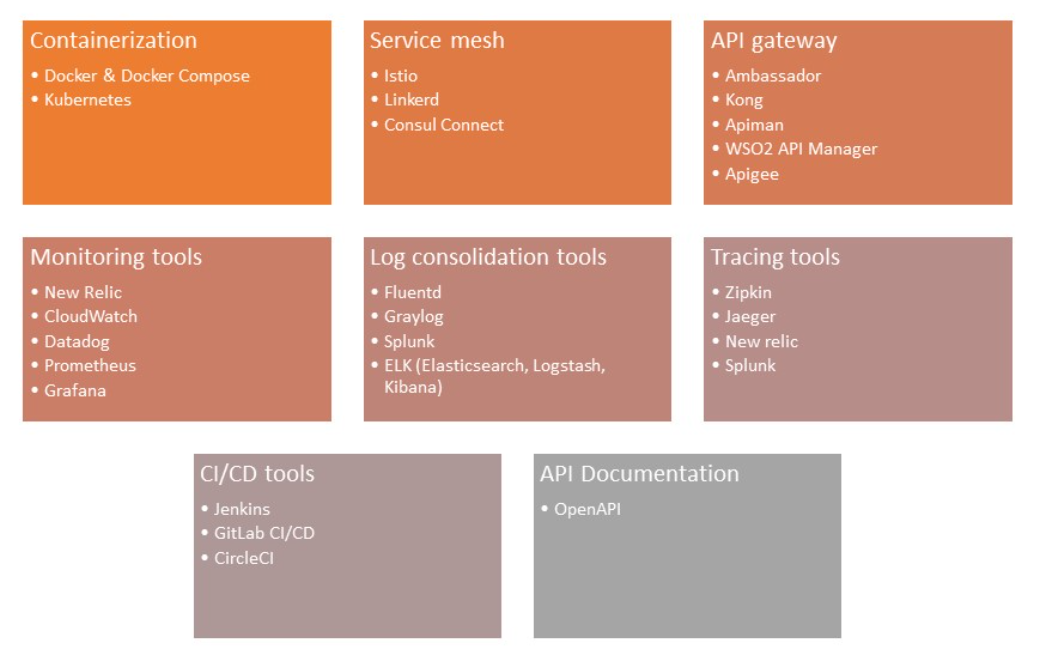 Containerization
• Docker & Docker Compose
• Kubernetes
Service mesh
• Istio
• Linkerd
• Consul Connect
API gateway
• Ambassador
• Kong
• Apiman
• WSO2 API Manager
• Apigee
Monitoring tools
• New Relic
• CloudWatch
• Datadog
• Prometheus
• Grafana
Log consolidation tools
• Fluentd
• Graylog
• Splunk
• ELK (Elasticsearch, Logstash,
Kibana)
Tracing tools
• Zipkin
• Jaeger
• New relic
• Splunk
CI/CD tools
• Jenkins
• GitLab CI/CD
• CircleCI
API Documentation
• OpenAPI